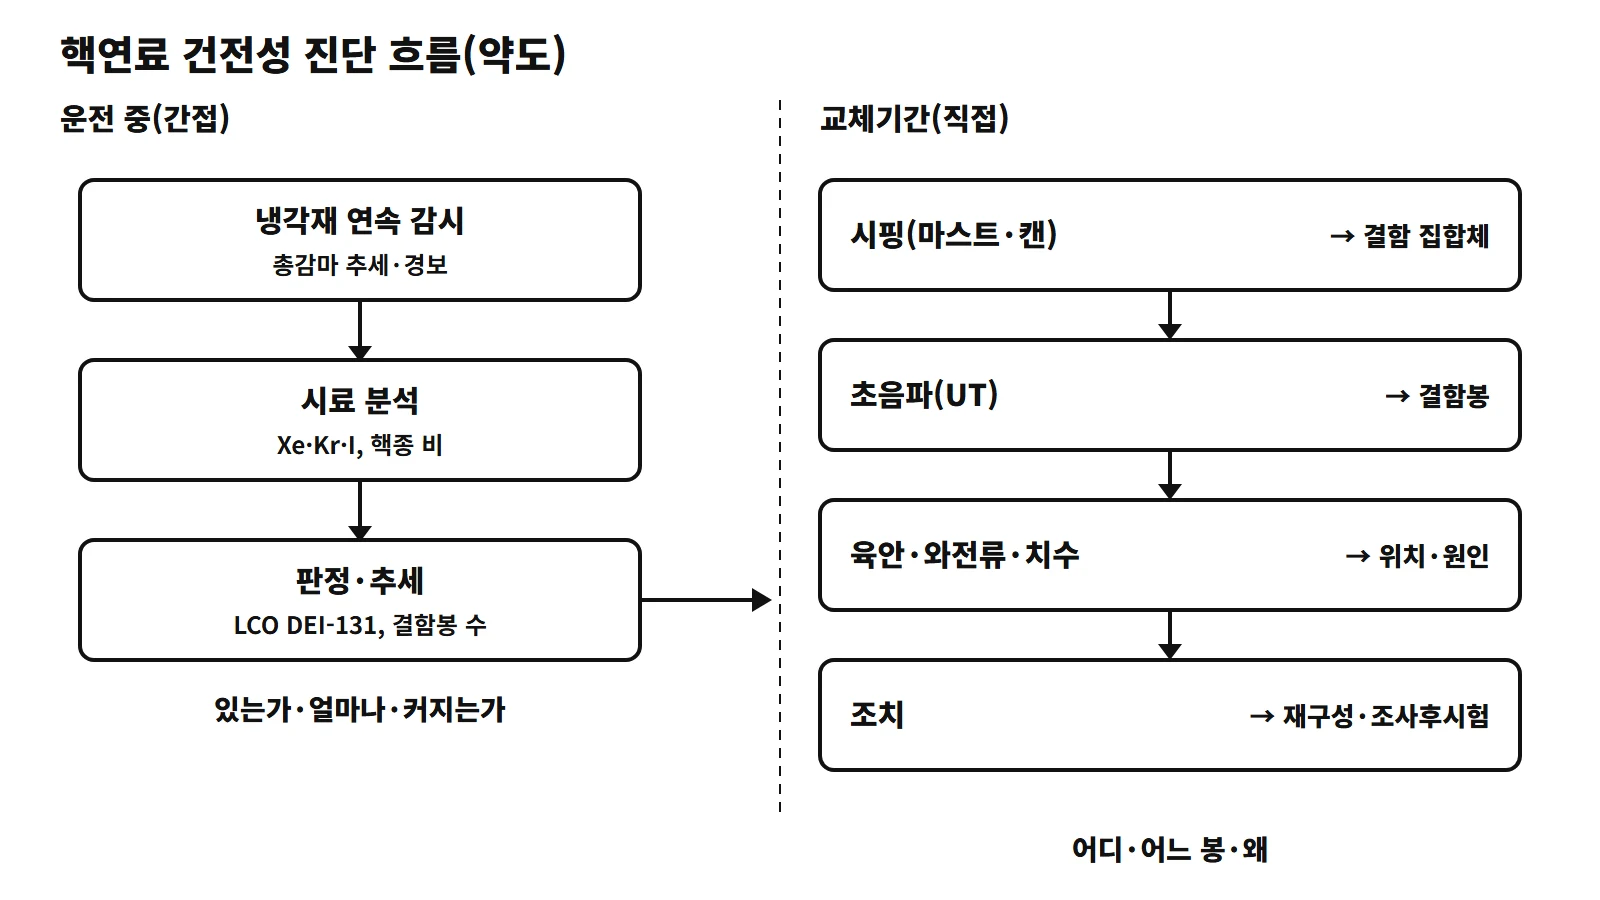 핵연료 건전성 진단 흐름(약도)
운전 중(간접)
냉각재 연속 감시
총감마 추세·경보
시료 분석
Xe·Kr·I, 핵종 비
판정·추세
LCO DEI-131, 결함봉 수
있는가·얼마나·커지는가
교체기간(직접)
시핑(마스트·캔) → 결함 집합체
초음파(UT) → 결함봉
육안·와전류·치수 → 위치·원인
조치 → 재구성·조사후시험
어디·어느 봉·왜